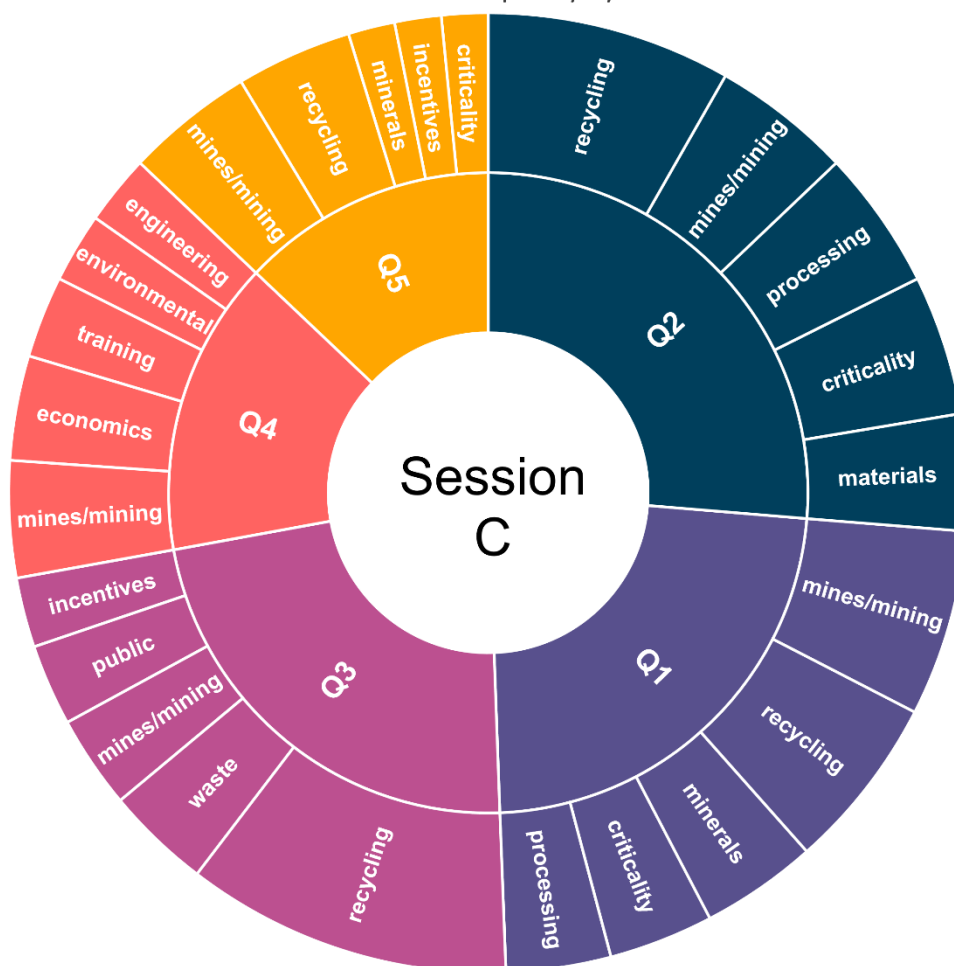 Session
C
Q2
recycling
mines/mining
processing
criticality
materials
Q1
mines/mining
recycling
minerals
criticality
processing
Q3
recycling
waste
mines/mining
public
incentives
Q4
mines/mining
economics
training
environmental
engineering
Q5
mines/mining
recycling
minerals
incentives
criticality